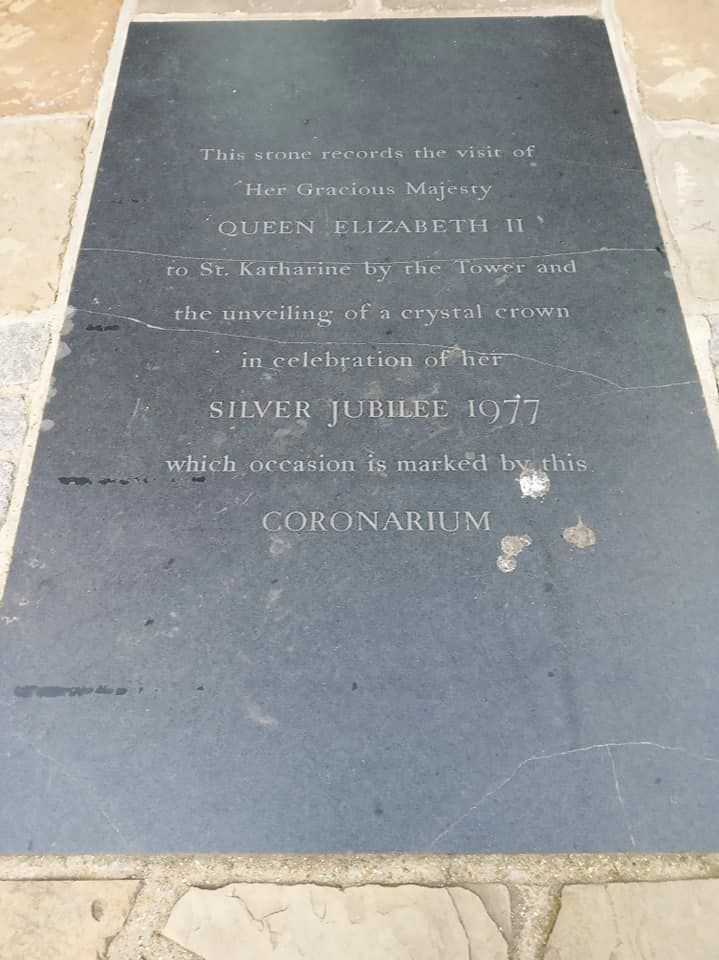 This stone records the visit of
Her Gracious Majesty
QUEEN ELIZABETH II
to St. Katharine by the Tower and
the unveiling of a crystal crown
in celebration of her
SILVER JUBILEE 1977
which occasion is marked by this
CORONARIUM